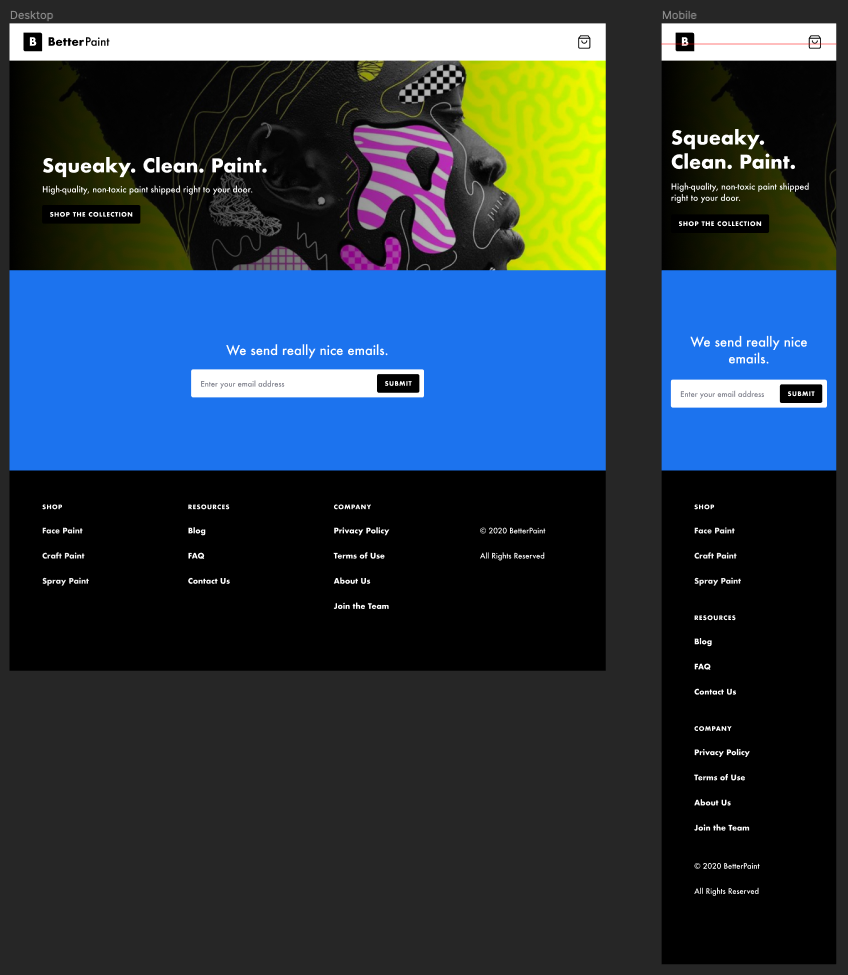 Desktop
B BetterPaint
Squeaky. Clean. Paint.
High-quality, non-toxic paint shipped right to your door.
SHOP THE COLLECTION
We send really nice emails.
Enter your email address
SUBMIT
SHOP
Face Paint
Craft Paint
Spray Paint
RESOURCES
Blog
FAQ
Contact Us
COMPANY
Privacy Policy
Terms of Use
About Us
Join the Team
© 2020 BetterPaint
All Rights Reserved
Mobile
B
Squeaky.
Clean. Paint.
High-quality, non-toxic paint shipped
right to your door.
SHOP THE COLLECTION
We send really nice
emails.
Enter your email address
SUBMIT
SHOP
Face Paint
Craft Paint
Spray Paint
RESOURCES
Blog
FAQ
Contact Us
COMPANY
Privacy Policy
Terms of Use
About Us
Join the Team
© 2020 BetterPaint
All Rights Reserved